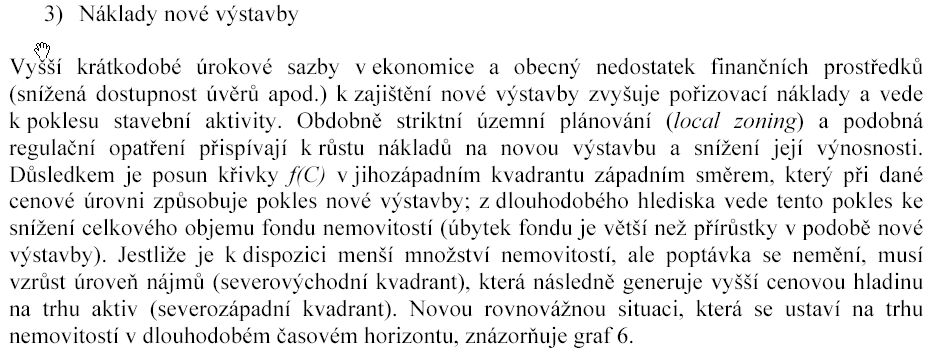 3) Náklady nové výstavby
Vyšší krátkodobé úrokové sazby v ekonomice a obecný nedostatek finančních prostředků
(snížená dostupnost úvěrů apod.) k zajištění nové výstavby zvyšuje pořizovací náklady a vede
k poklesu stavební aktivity. Obdobně striktní územní plánování (local zoning) a podobná
regulační opatření přispívají k růstu nákladů na novou výstavbu a snížení její výnosnosti.
Důsledkem je posun křivky f(C) v jihozápadním kvadrantu západním směrem, který při dané
cenové úrovni způsobuje pokles nové výstavby; z dlouhodobého hlediska vede tento pokles ke
snížení celkového objemu fondu nemovitostí (úbytek fondu je větší než přírůstky v podobě nové
výstavby). Jestliže je k dispozici menší množství nemovitostí, ale poptávka se nemění, musí
vzrůst úroveň nájmů (severovýchodní kvadrant), která následně generuje vyšší cenovou hladinu
na trhu aktiv (severozápadní kvadrant). Novou rovnovážnou situaci, která se ustaví na trhu
nemovitostí v dlouhodobém časovém horizontu, znázorňuje graf 6.